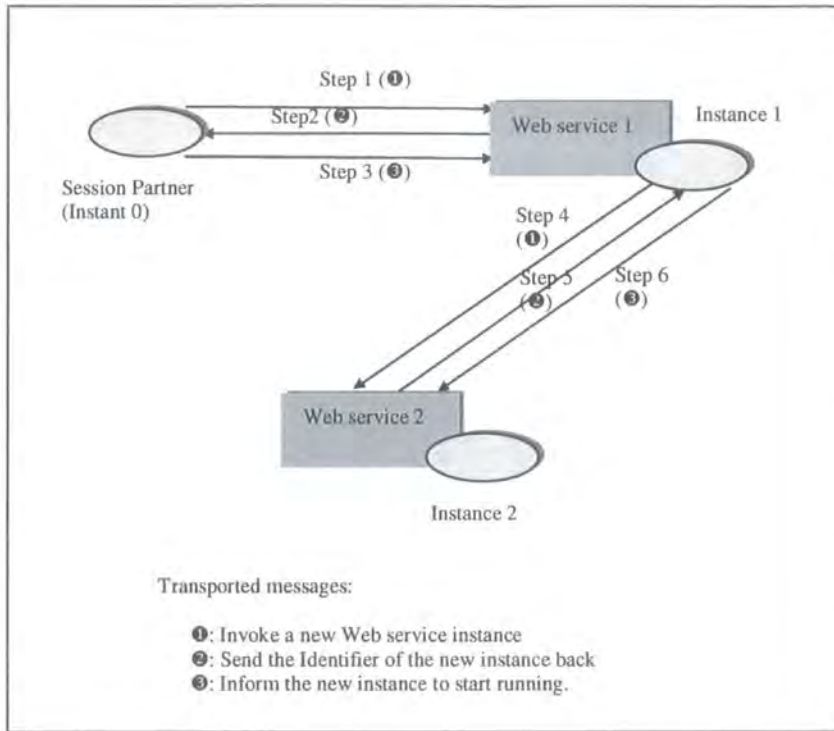 Step 1 (❶)
Step2 (❷)
Step 3 (❸)
Web service 1
Instance 1
Session Partner
(Instant 0)
Step 4
(❶)
Step 5
(❷)
Step 6
(❸)
Web service 2
Instance 2
Transported messages:
❶: Invoke a new Web service instance
❷: Send the Identifier of the new instance back
❸: Inform the new instance to start running.